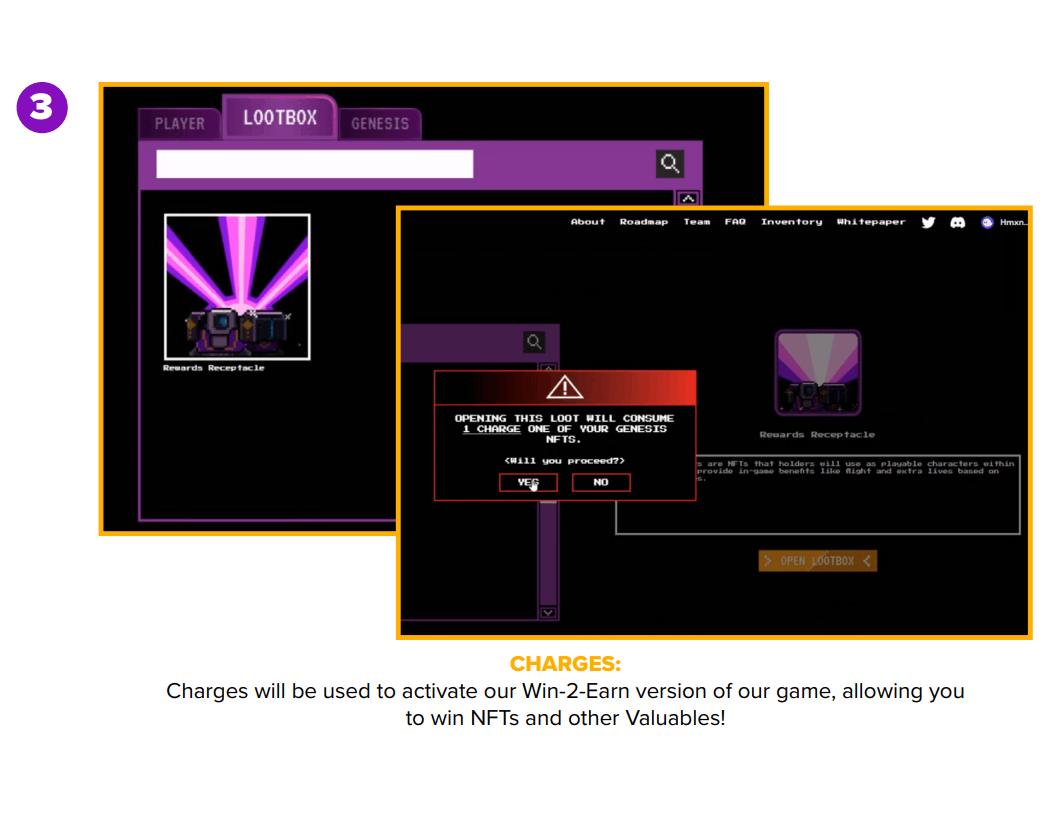 3
PLAYER
LOOTBOX
GENESIS
Rewards Receptacle
About Roadmap Team FAQ Inventory Whitepaper Hmxn..
OPENING THIS LOOT WILL CONSUME
1 CHARGE ONE OF YOUR GENESIS
NFTS.
<Will you proceed?>
YES
NO
Rewards Receptacle
s are NFTs that holders will use as playable characters within
provide in-game benefits like flight and extra lives based on
s.
> OPEN LOOTBOX <
CHARGES:
Charges will be used to activate our Win-2-Earn version of our game, allowing you
to win NFTs and other Valuables!